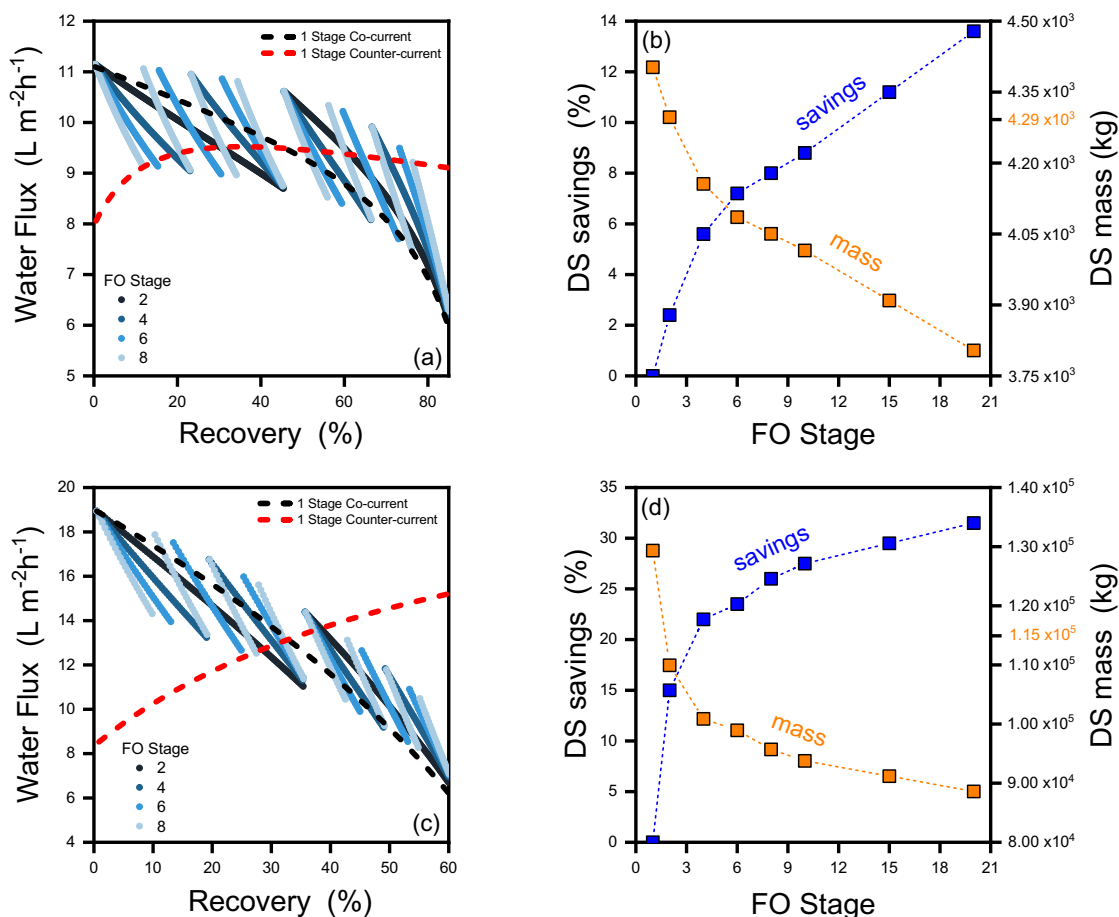 12
11
10
9
8
7
6
5
0
20
40
60
80
Water Flux (L m⁻²h⁻¹)
Recovery (%)
1 Stage Co-current
1 Stage Counter-current
FO Stage
2
4
6
8
(a)
14
12
10
8
6
4
2
0
DS savings (%)
(b)
savings
mass
4.50 x10³
4.35 x10³
4.29 x10³
4.20 x10³
4.05 x10³
3.90 x10³
3.75 x10³
DS mass (kg)
0
3
6
9
12
15
18
21
FO Stage
20
18
16
14
12
10
8
6
4
0
10
20
30
40
50
60
Water Flux (L m⁻²h⁻¹)
Recovery (%)
1 Stage Co-current
1 Stage Counter-current
FO Stage
2
4
6
8
(c)
35
30
25
20
15
10
5
0
DS savings (%)
(d)
savings
mass
1.40 x10⁵
1.30 x10⁵
1.20 x10⁵
1.15 x10⁵
1.10 x10⁵
1.00 x10⁵
9.00 x10⁴
8.00 x10⁴
DS mass (kg)
0
3
6
9
12
15
18
21
FO Stage